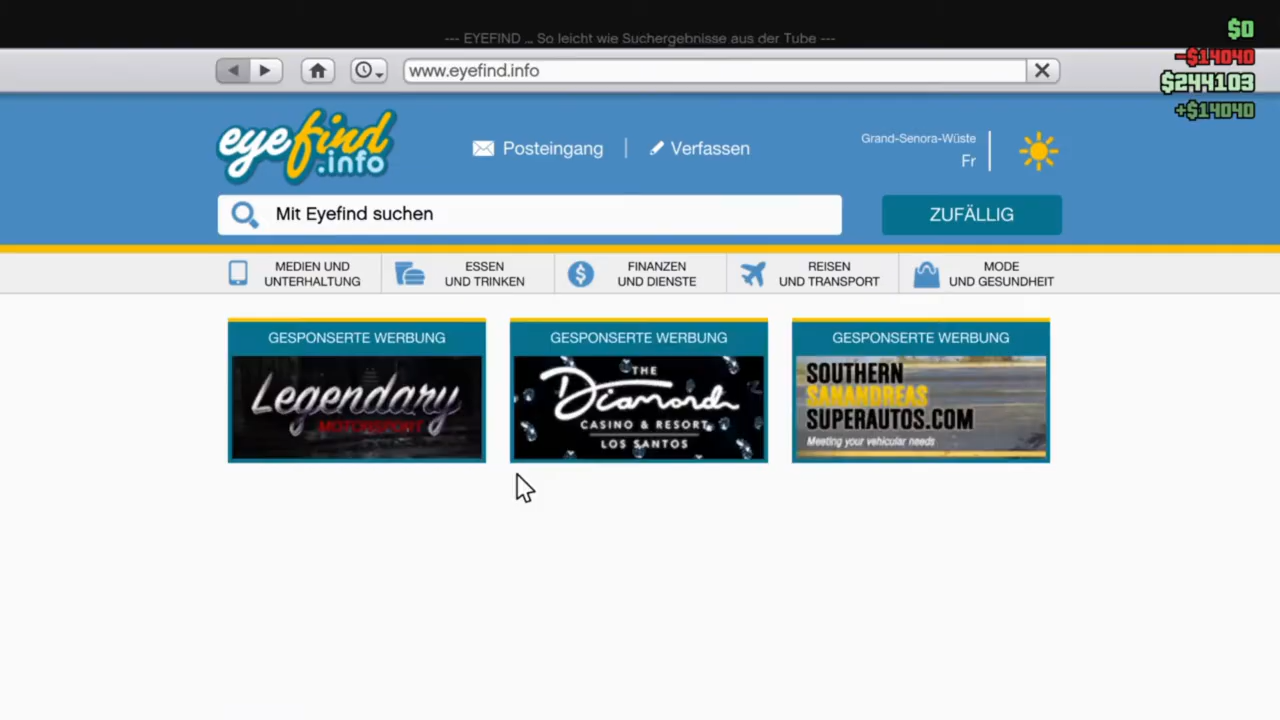 --- EYEFIND ... So leicht wie Suchergebnisse aus der Tube ---
$0
-$14040
$244103
+$14040
www.eyefind.info
eyefind
.info
Posteingang
Verfassen
Grand-Senora-Wüste
Fr
Mit Eyefind suchen
ZUFÄLLIG
MEDIEN UND
UNTERHALTUNG
ESSEN
UND TRINKEN
FINANZEN
UND DIENSTE
REISEN
UND TRANSPORT
MODE
UND GESUNDHEIT
GESPONSERTE WERBUNG
Legendary
MOTORSPORT
GESPONSERTE WERBUNG
THE
Diamond
CASINO & RESORT
LOS SANTOS
GESPONSERTE WERBUNG
SOUTHERN
SANANDREAS
SUPERAUTOS.COM
Meeting your vehicular needs